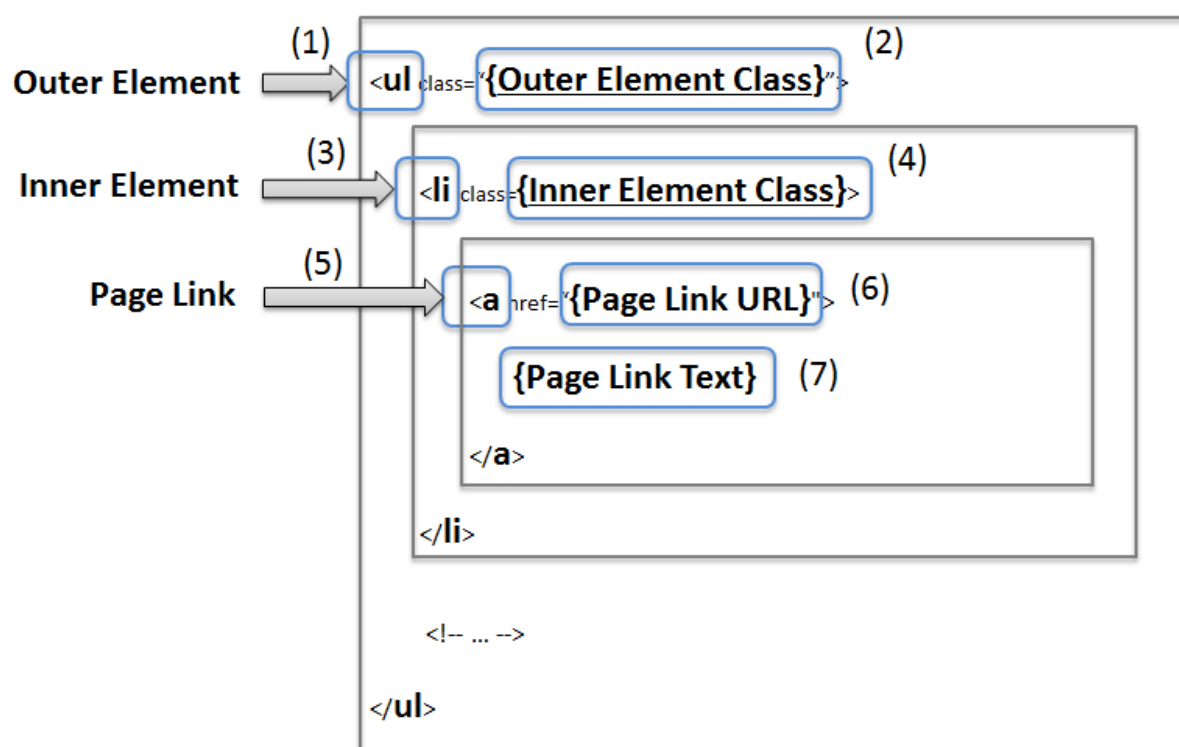 (1) (2)
Outer Element <ul class=“{Outer Element Class}”>
(3) (4)
Inner Element <li class={Inner Element Class}>
(5)
Page Link <a href=“{Page Link URL}"> (6)
{Page Link Text} (7)
</a>
</li>
<!-- ... -->
</ul>